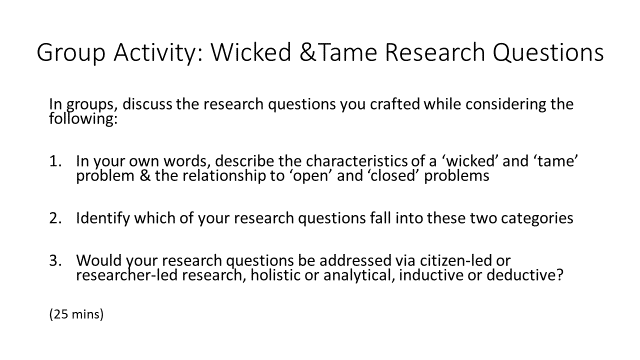 Group Activity: Wicked &Tame Research Questions
In groups, discuss the research questions you crafted while considering the
following:
1. In your own words, describe the characteristics of a ‘wicked’ and ‘tame’
problem & the relationship to ‘open’ and ‘closed’ problems
2. Identify which of your research questions fall into these two categories
3. Would your research questions be addressed via citizen-led or
researcher-led research, holistic or analytical, inductive or deductive?
(25 mins)